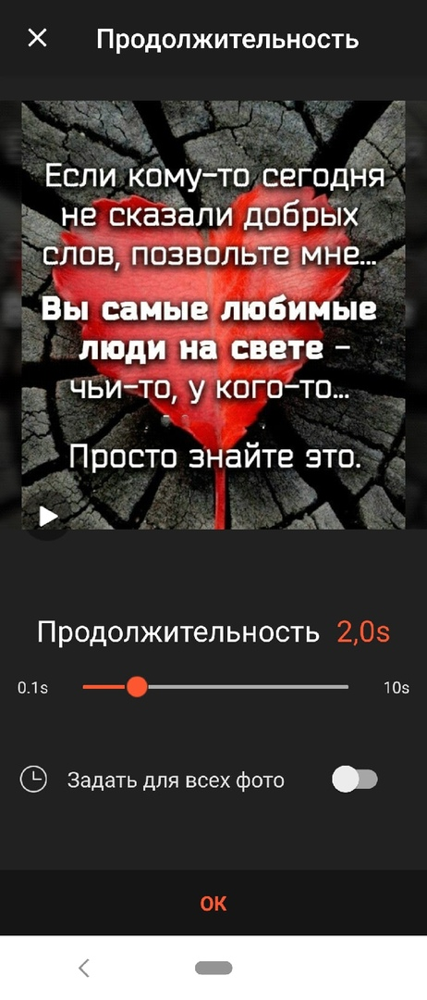 Продолжительность
Если кому-то сегодня
не сказали добрых
слов, позвольте мне...
Вы самые любимые
люди на свете –
чьи-то, у кого-то...
Просто знайте это.
Продолжительность 2,0s
0.1s 10s
Задать для всех фото
ОК